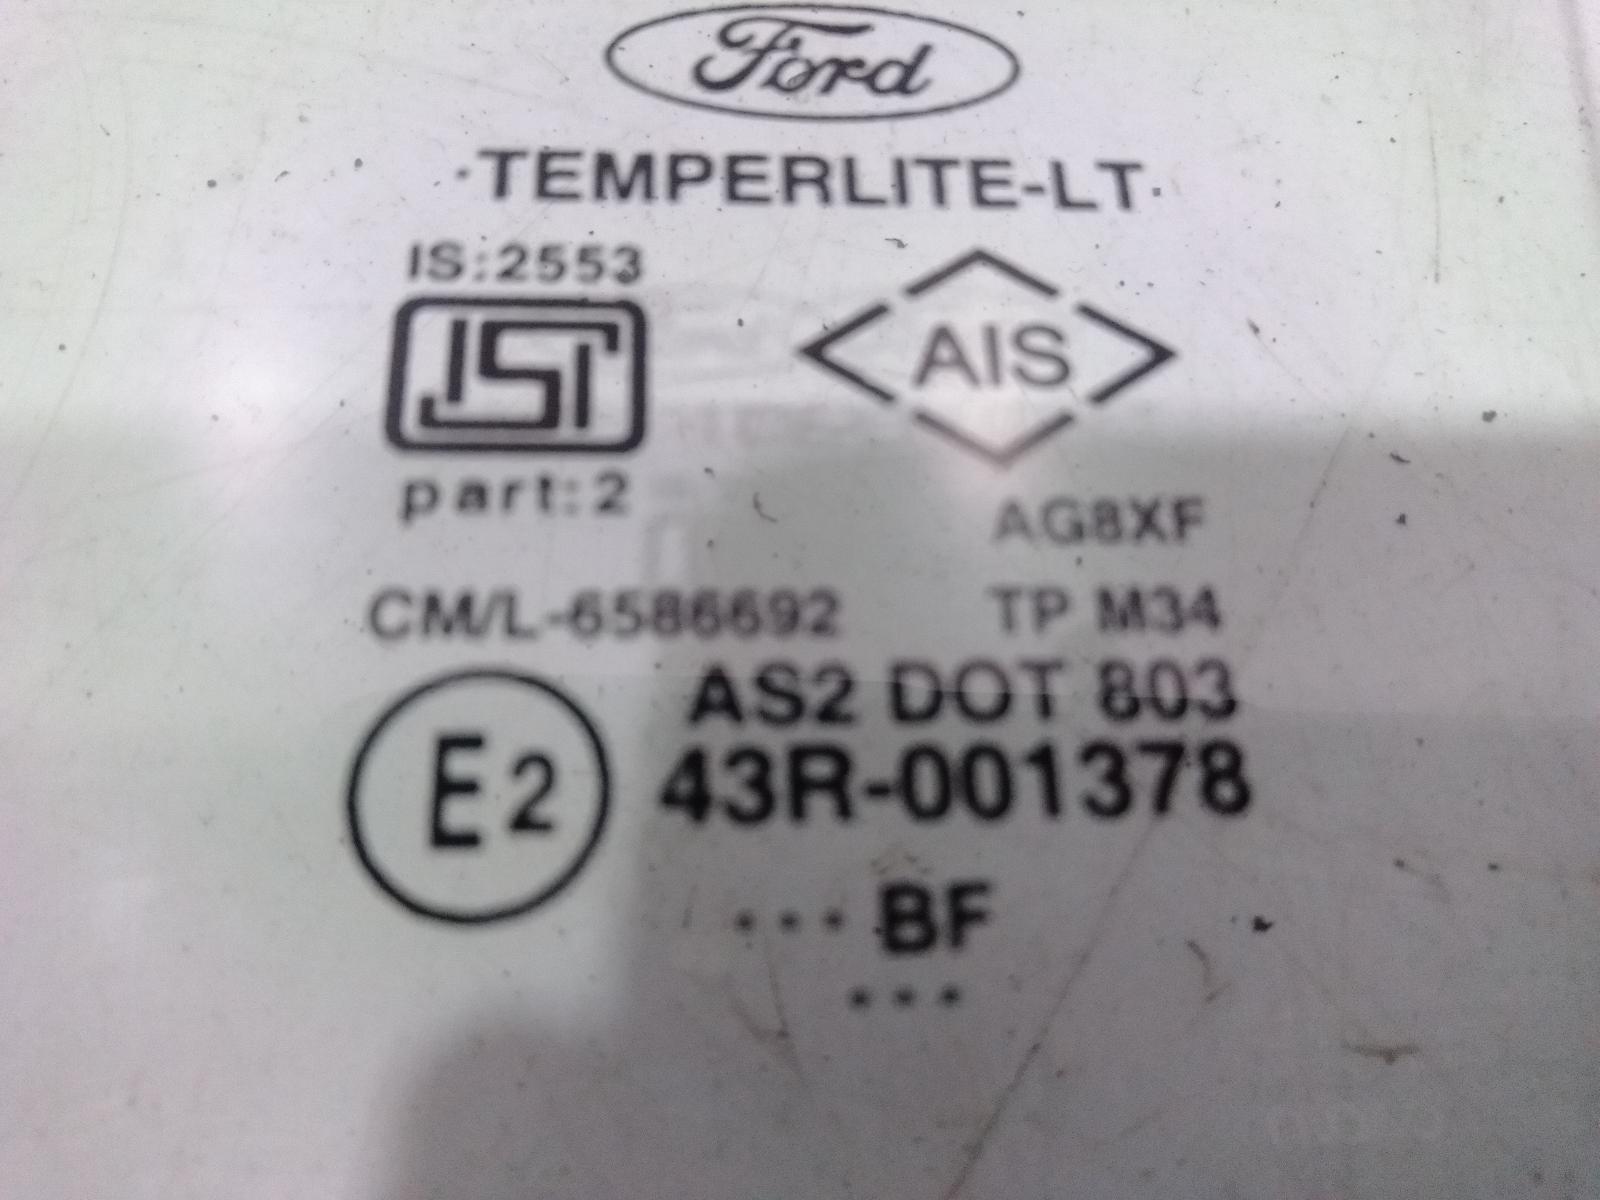 Ford
·TEMPERLITE-LT·
IS:2553
ISI
AIS
part:2
AG8XF
CM/L-6586692 TP M34
AS2 DOT 803
E2 43R-001378
...BF
...